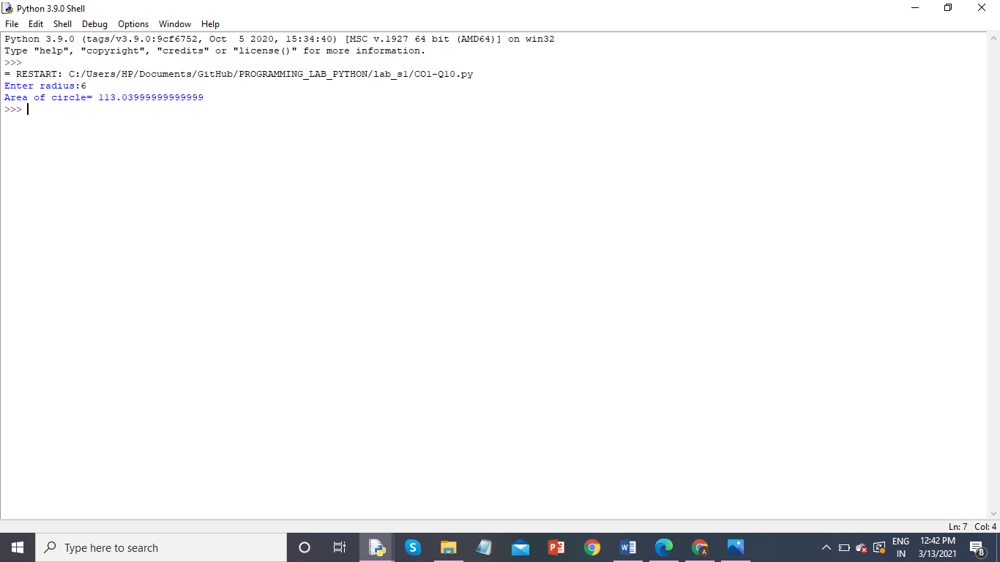 Python 3.9.0 Shell
File Edit Shell Debug Options Window Help
Python 3.9.0 (tags/v3.9.0:9cf6752, Oct  5 2020, 15:34:40) [MSC v.1927 64 bit (AMD64)] on win32
Type "help", "copyright", "credits" or "license()" for more information.
>>>
= RESTART: C:/Users/HP/Documents/GitHub/PROGRAMMING_LAB_PYTHON/lab_s1/CO1-Q10.py
Enter radius:6
Area of circle= 113.03999999999999
>>>
Ln: 7 Col: 4
Type here to search
ENG
IN
12:42 PM
3/13/2021
8